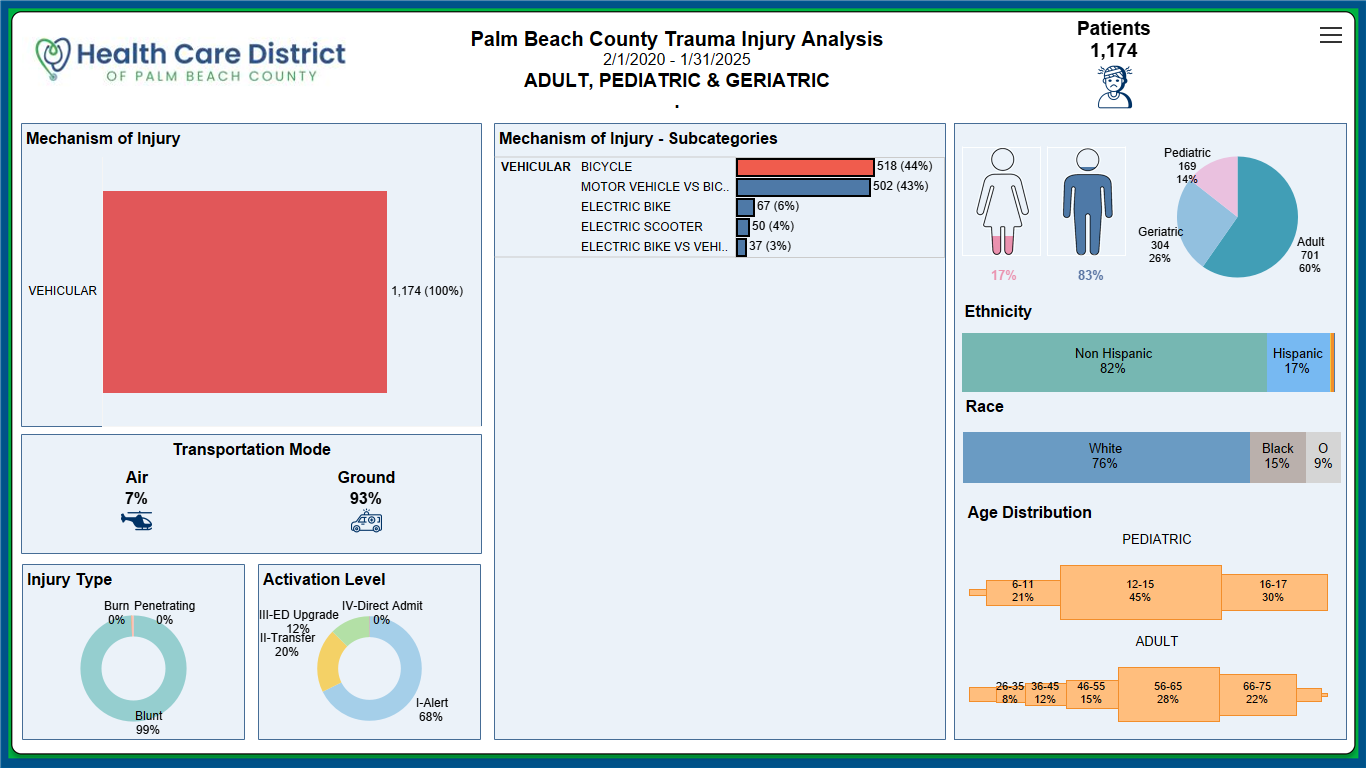 Health Care District
OF PALM BEACH COUNTY
Palm Beach County Trauma Injury Analysis
2/1/2020 - 1/31/2025
ADULT, PEDIATRIC & GERIATRIC
.
Patients
1,174
Mechanism of Injury
VEHICULAR
1,174 (100%)
Transportation Mode
Air
7%
Ground
93%
Injury Type
Burn
0%
Penetrating
0%
Blunt
99%
Activation Level
IV-Direct Admit
0%
III-ED Upgrade
12%
II-Transfer
20%
I-Alert
68%
Mechanism of Injury - Subcategories
VEHICULAR BICYCLE 518 (44%)
MOTOR VEHICLE VS BIC.. 502 (43%)
ELECTRIC BIKE 67 (6%)
ELECTRIC SCOOTER 50 (4%)
ELECTRIC BIKE VS VEHI.. 37 (3%)
17%
83%
Pediatric
169
14%
Geriatric
304
26%
Adult
701
60%
Ethnicity
Non Hispanic
82%
Hispanic
17%
Race
White
76%
Black
15%
O
9%
Age Distribution
PEDIATRIC
6-11
21%
12-15
45%
16-17
30%
ADULT
26-35
8%
36-45
12%
46-55
15%
56-65
28%
66-75
22%